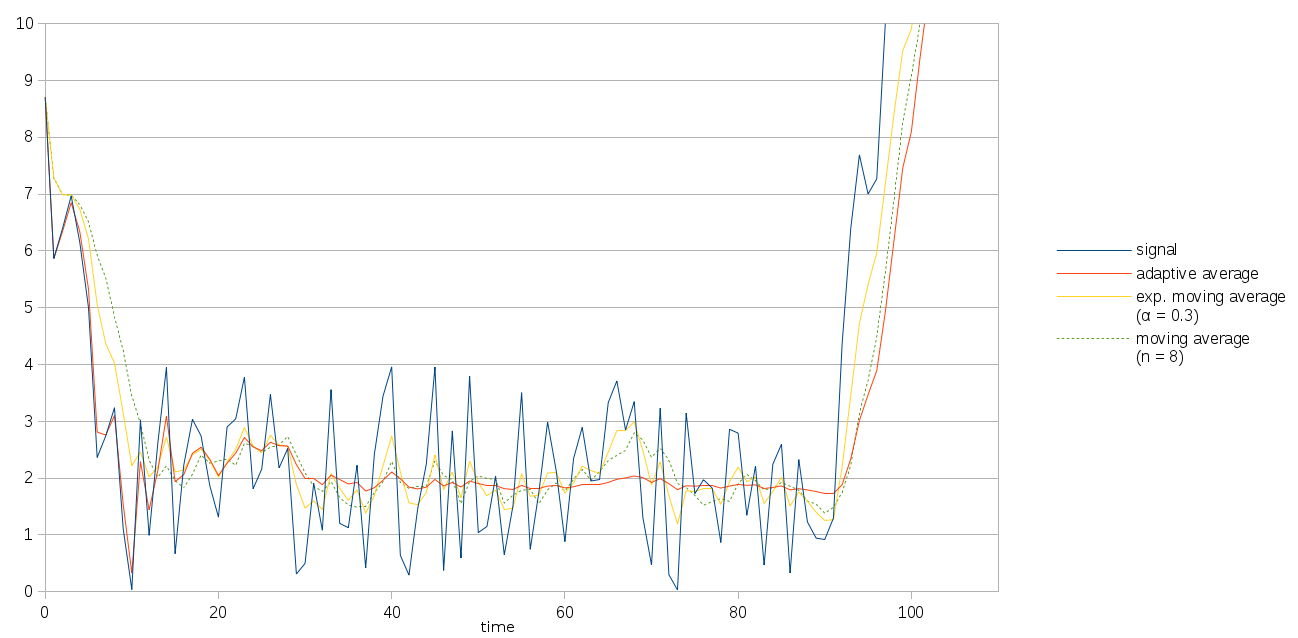 10
9
8
7
6
5
4
3
2
1
0
0 20 40 60 80 100
time
signal
adaptive average
exp. moving average
(α = 0.3)
moving average
(n = 8)